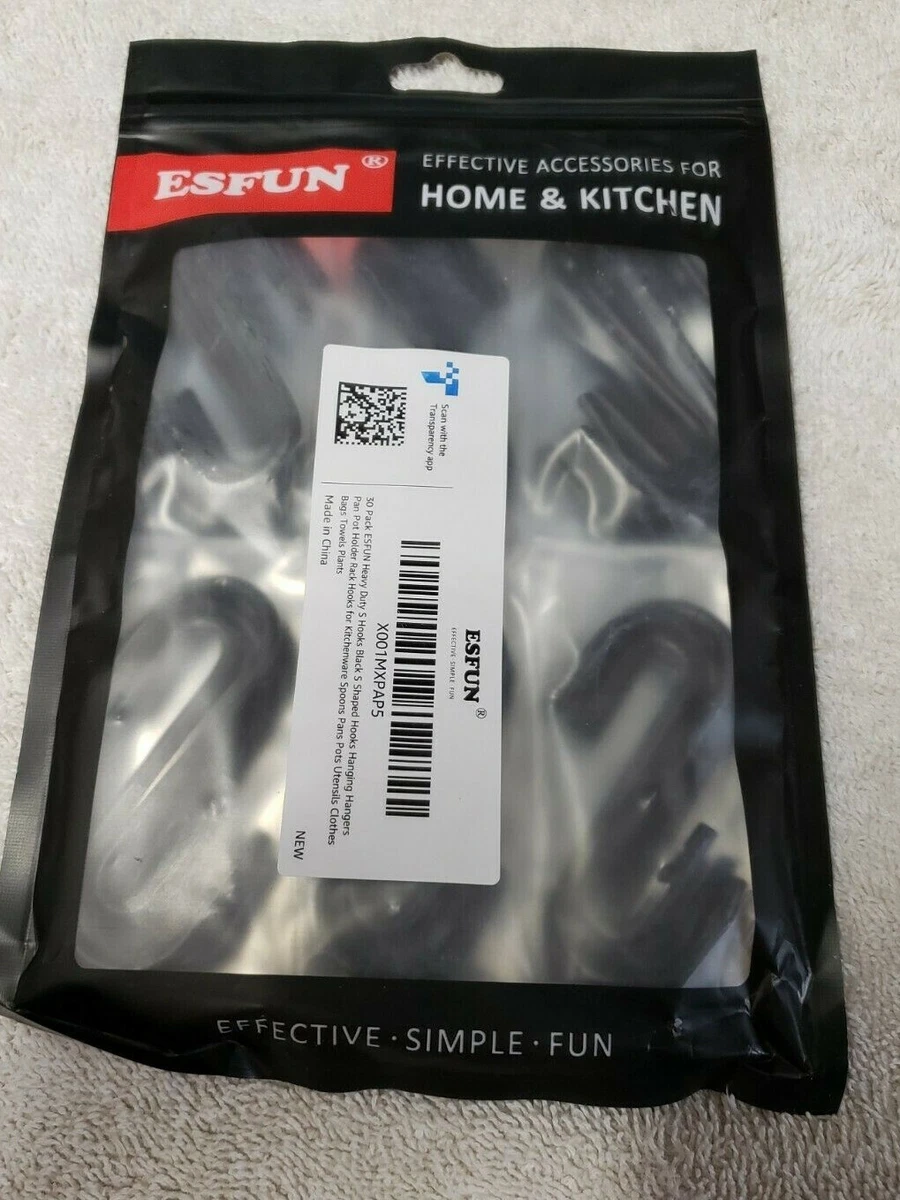 ESFUN®
EFFECTIVE ACCESSORIES FOR
HOME & KITCHEN
Scan with the
Transparency app
ESFUN®
EFFECTIVE·SIMPLE·FUN
X001MXPAP5
30 Pack ESFUN Heavy Duty S Hooks Black S Shaped Hooks Hanging Hangers
Pan Pot Holder Rack Hooks for Kitchenware Spoons Pans Pots Utensils Clothes
Bags Towels Plants
Made in China
NEW
EFFECTIVE·SIMPLE·FUN